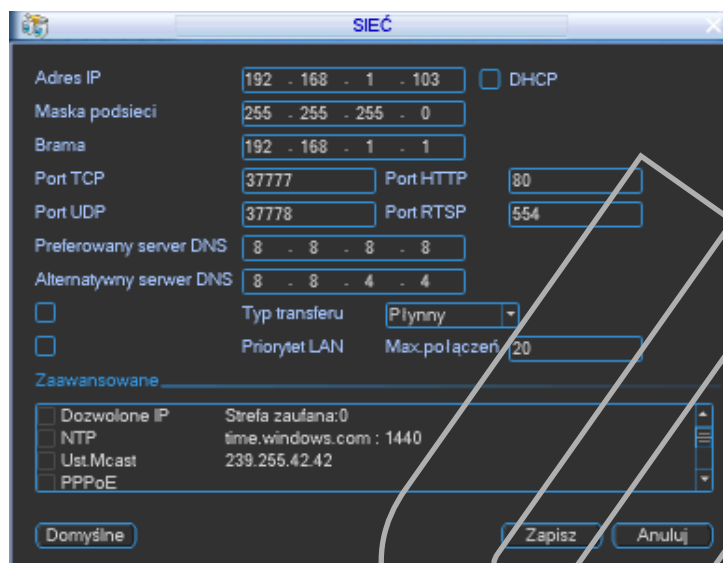 SIEĆ
Adres IP 192 . 168 . 1 . 103 DHCP
Maska podsieci 255 . 255 . 255 . 0
Brama 192 . 168 . 1 . 1
Port TCP 37777 Port HTTP 80
Port UDP 37778 Port RTSP 554
Preferowany server DNS 8 . 8 . 8 . 8
Alternatywny serwer DNS 8 . 8 . 4 . 4
Typ transferu Płynny
Priorytet LAN Max.połączeń 20
Zaawansowane
Dozwolone IP Strefa zaufana:0
NTP time.windows.com : 1440
Ust.Mcast 239.255.42.42
PPPoE
Domyślne Zapisz Anuluj